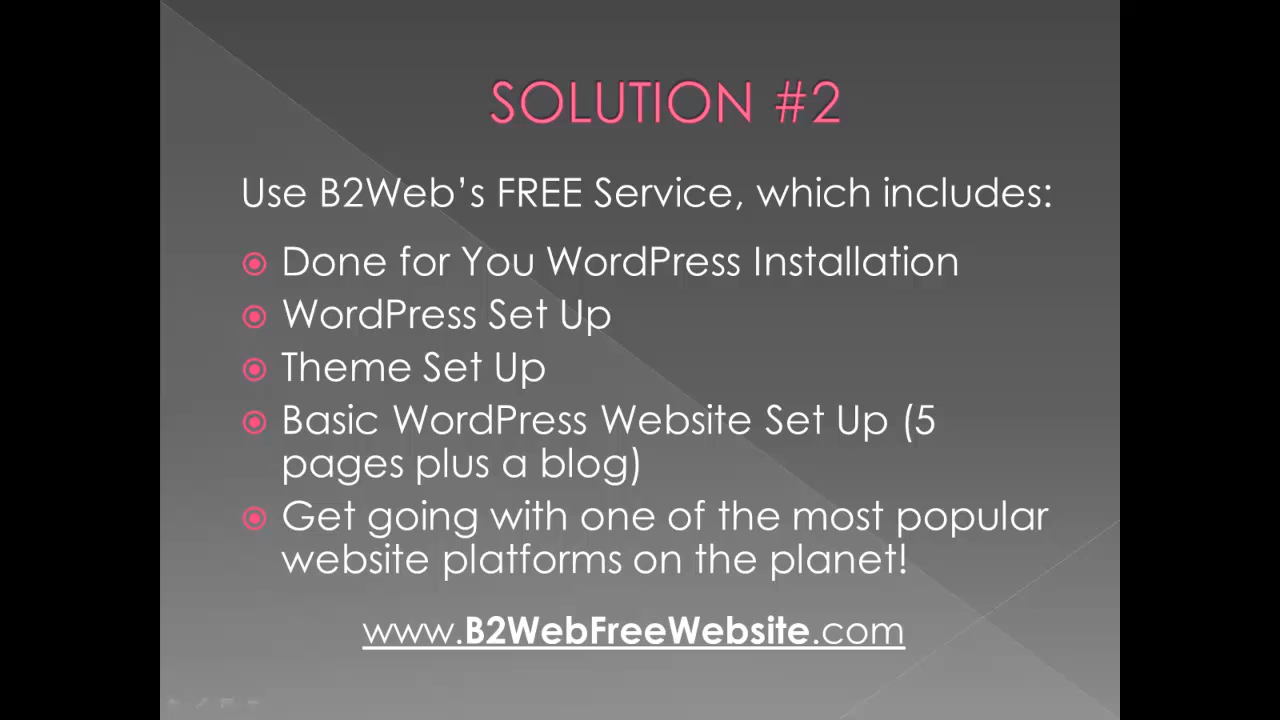 SOLUTION #2
Use B2Web’s FREE Service, which includes:
Done for You WordPress Installation
WordPress Set Up
Theme Set Up
Basic WordPress Website Set Up (5
pages plus a blog)
Get going with one of the most popular
website platforms on the planet!
www.B2WebFreeWebsite.com